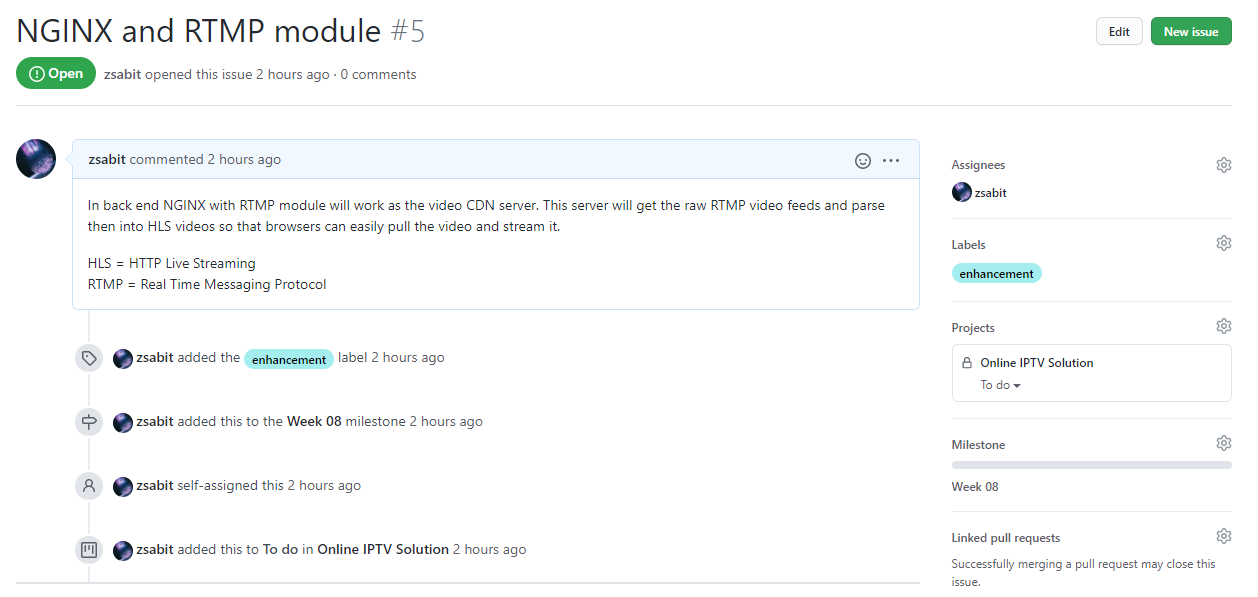 NGINX and RTMP module #5
Edit
New issue
Open
zsabit opened this issue 2 hours ago · 0 comments
zsabit commented 2 hours ago
In back end NGINX with RTMP module will work as the video CDN server. This server will get the raw RTMP video feeds and parse
then into HLS videos so that browsers can easily pull the video and stream it.
HLS = HTTP Live Streaming
RTMP = Real Time Messaging Protocol
zsabit added the enhancement label 2 hours ago
zsabit added this to the Week 08 milestone 2 hours ago
zsabit self-assigned this 2 hours ago
zsabit added this to To do in Online IPTV Solution 2 hours ago
Assignees
zsabit
Labels
enhancement
Projects
Online IPTV Solution
To do
Milestone
Week 08
Linked pull requests
Successfully merging a pull request may close this
issue.